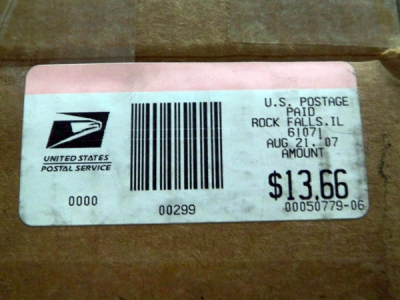 U.S. POSTAGE
PAID
ROCK FALLS.IL
61071
AUG 21. 07
AMOUNT
$13.66
00050779-06
UNITED STATES
POSTAL SERVICE
0000
00299